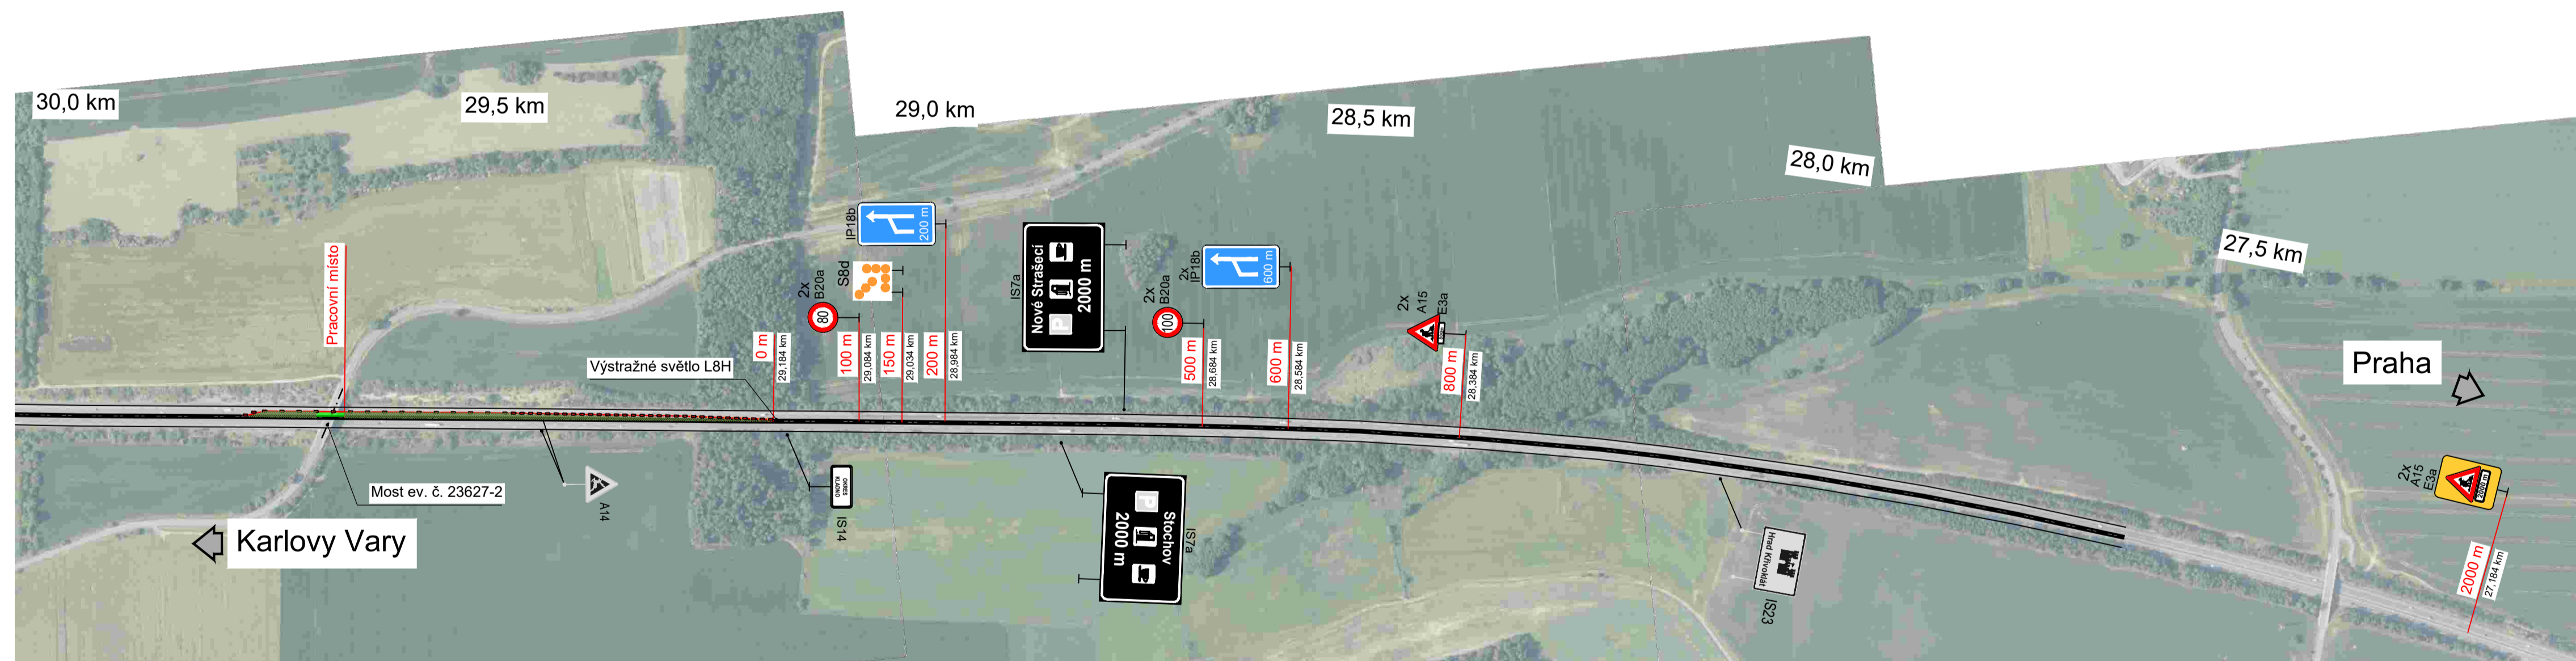 30,0 km
29,5 km
29,0 km
28,5 km
28,0 km
27,5 km
Pracovní místo
Výstražné světlo L8H
Most ev. č. 23627-2
Karlovy Vary
Praha
A14
0 m
29,184 km
2x
B20a
80
100 m
29,084 km
S8d
150 m
29,034 km
IP18b
200 m
200 m
28,984 km
IS7a
Nové Strašecí
P
2000 m
2x
B20a
100
500 m
28,684 km
2x
IP18b
600 m
600 m
28,584 km
2x
A15
E3a
800 m
28,384 km
OKRES
KLADNO
IS14
IS7a
Stochov
P
2000 m
Hrad Křivoklát
IS23
2x
A15
E3a
2000 m
2000 m
27,184 km